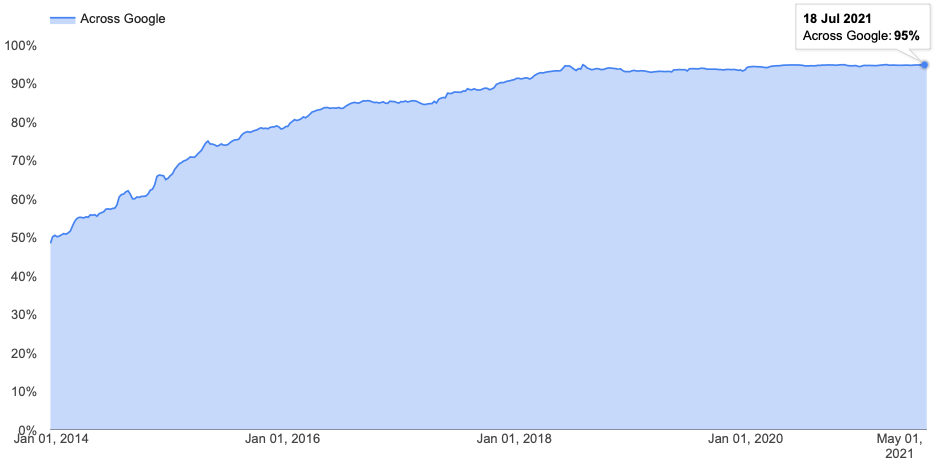 Across Google
18 Jul 2021
Across Google: 95%
100%
90%
80%
70%
60%
50%
40%
30%
20%
10%
0%
Jan 01, 2014
Jan 01, 2016
Jan 01, 2018
Jan 01, 2020
May 01,
2021